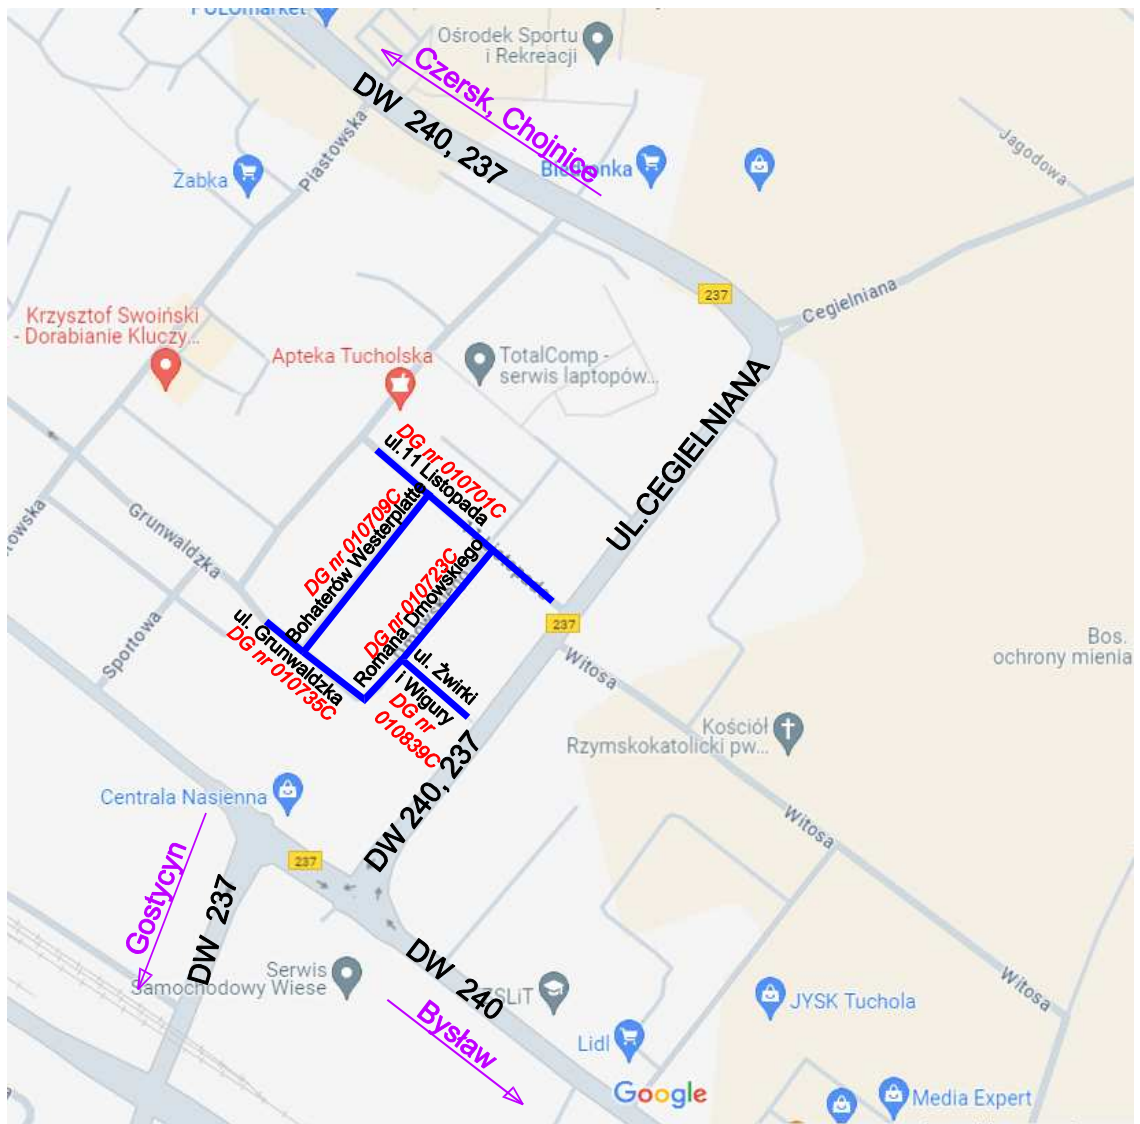 POLOmarket
Ośrodek Sportu
i Rekreacji
Czersk, Chojnice
DW 240, 237
Biedronka
Jagodowa
Piastowska
Żabka
237
Cegielniana
Krzysztof Swoiński
- Dorabianie Kluczy...
Apteka Tucholska
TotalComp -
serwis laptopów...
UL.CEGIELNIANA
DG nr 010701C
ul.11 Listopada
DG nr 010709C
Bohaterów Westerplatte
DG nr 010723C
Romana Dmowskiego
Listopada
Grunwaldzka
Sportowa
ul. Grunwaldzka
DG nr 010735C
ul. Żwirki
i Wigury
DG nr
010839C
237
Witosa
Bos.
ochrony mienia
Kościół
Rzymskokatolicki pw...
DW 240, 237
Centrala Nasienna
Witosa
237
Gostycyn
DW 237
DW 240
Bysław
Serwis
Samochodowy Wiese
ZSLiT
JYSK Tuchola
Witosa
Lidl
Google
Media Expert